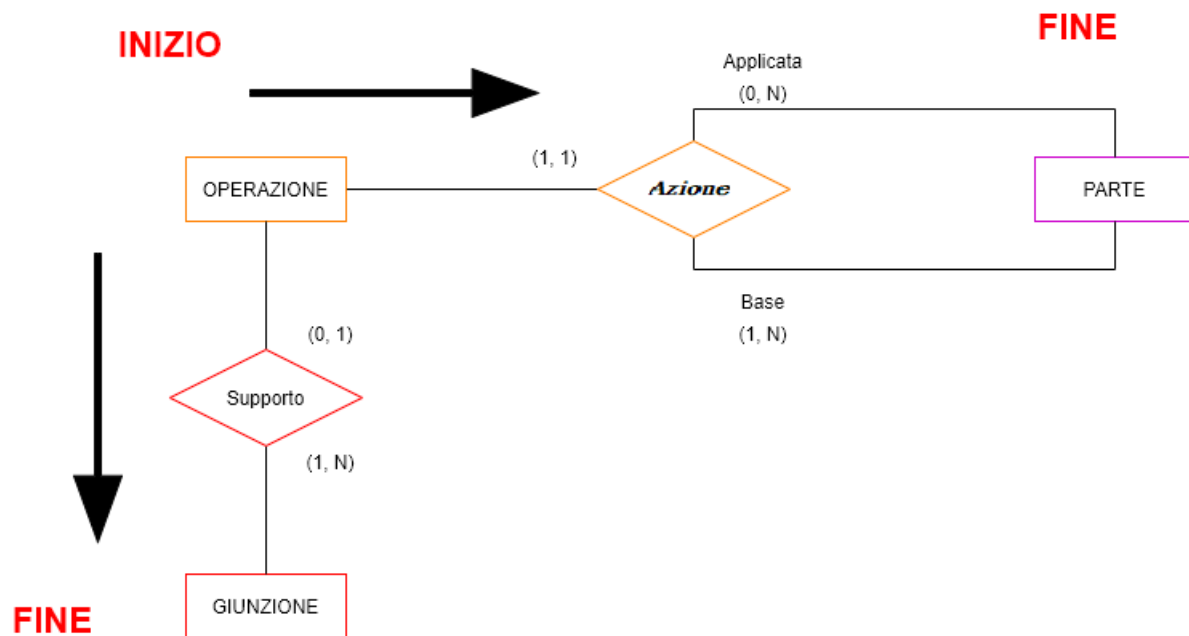 INIZIO
FINE
Applicata
(0, N)
(1, 1)
OPERAZIONE
Azione
PARTE
Base
(1, N)
(0, 1)
Supporto
(1, N)
GIUNZIONE
FINE